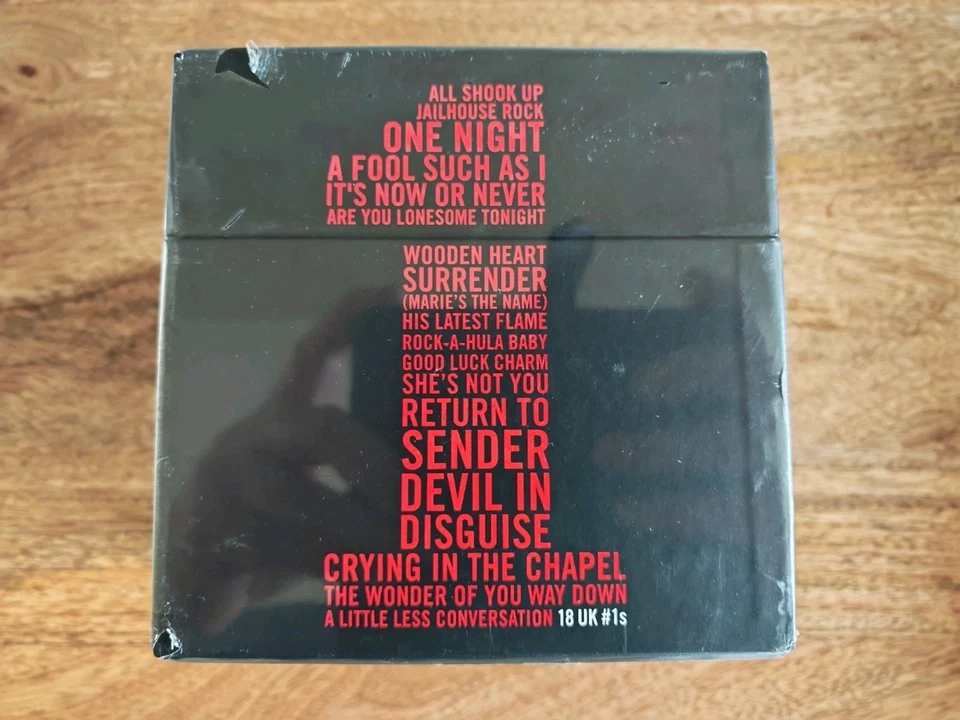 ALL SHOOK UP
JAILHOUSE ROCK
ONE NIGHT
A FOOL SUCH AS I
IT'S NOW OR NEVER
ARE YOU LONESOME TONIGHT
WOODEN HEART
SURRENDER
(MARIE'S THE NAME)
HIS LATEST FLAME
ROCK-A-HULA BABY
GOOD LUCK CHARM
SHE'S NOT YOU
RETURN TO
SENDER
DEVIL IN
DISGUISE
CRYING IN THE CHAPEL
THE WONDER OF YOU WAY DOWN
A LITTLE LESS CONVERSATION 18 UK #1s